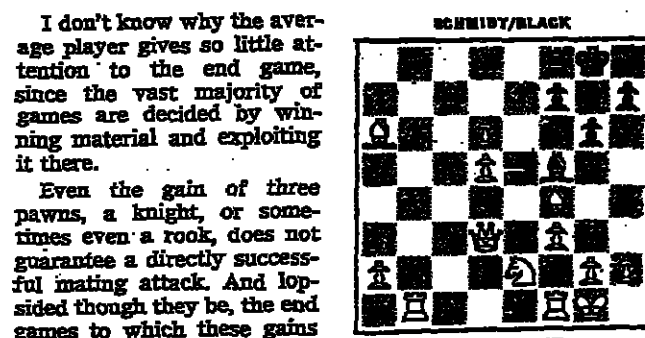 I don't know why the aver-
age player gives so little at-
tention to the end game,
since the vast majority of
games are decided by win-
ning material and exploiting
it there.
Even the gain of three
pawns, a knight, or some-
times even a rook, does not
guarantee a directly success-
ful mating attack. And lop-
sided though they be, the end
games to which these gains
SCHMIDT/BLACK